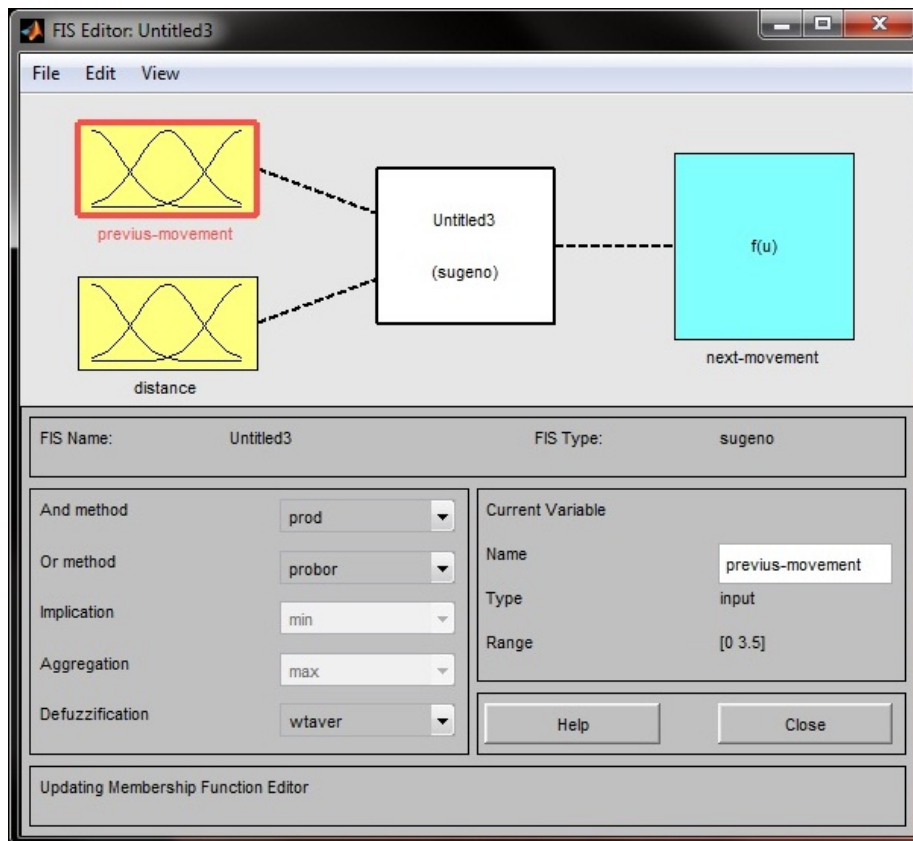 FIS Editor: Untitled3
File Edit View
previus-movement
distance
Untitled3
(sugeno)
f(u)
next-movement
FIS Name: Untitled3 FIS Type: sugeno
And method prod
Or method probor
Implication min
Aggregation max
Defuzzification wtaver
Current Variable
Name previus-movement
Type input
Range [0 3.5]
Help Close
Updating Membership Function Editor